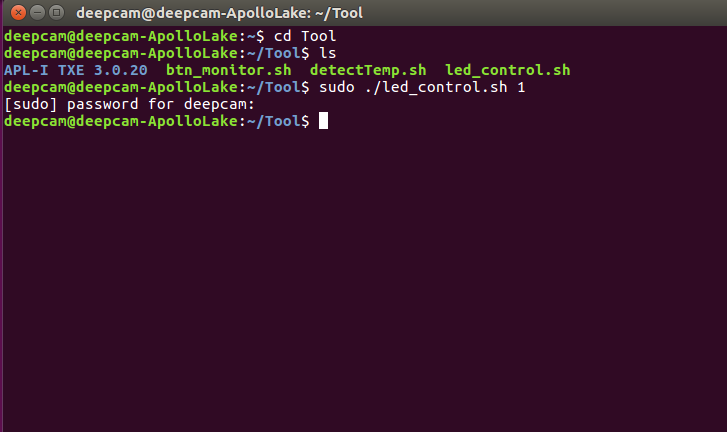 deepcam@deepcam-ApolloLake: ~/Tool
deepcam@deepcam-ApolloLake:~$ cd Tool
deepcam@deepcam-ApolloLake:~/Tool$ ls
APL-I TXE 3.0.20  btn_monitor.sh  detectTemp.sh  led_control.sh
deepcam@deepcam-ApolloLake:~/Tool$ sudo ./led_control.sh 1
[sudo] password for deepcam:
deepcam@deepcam-ApolloLake:~/Tool$